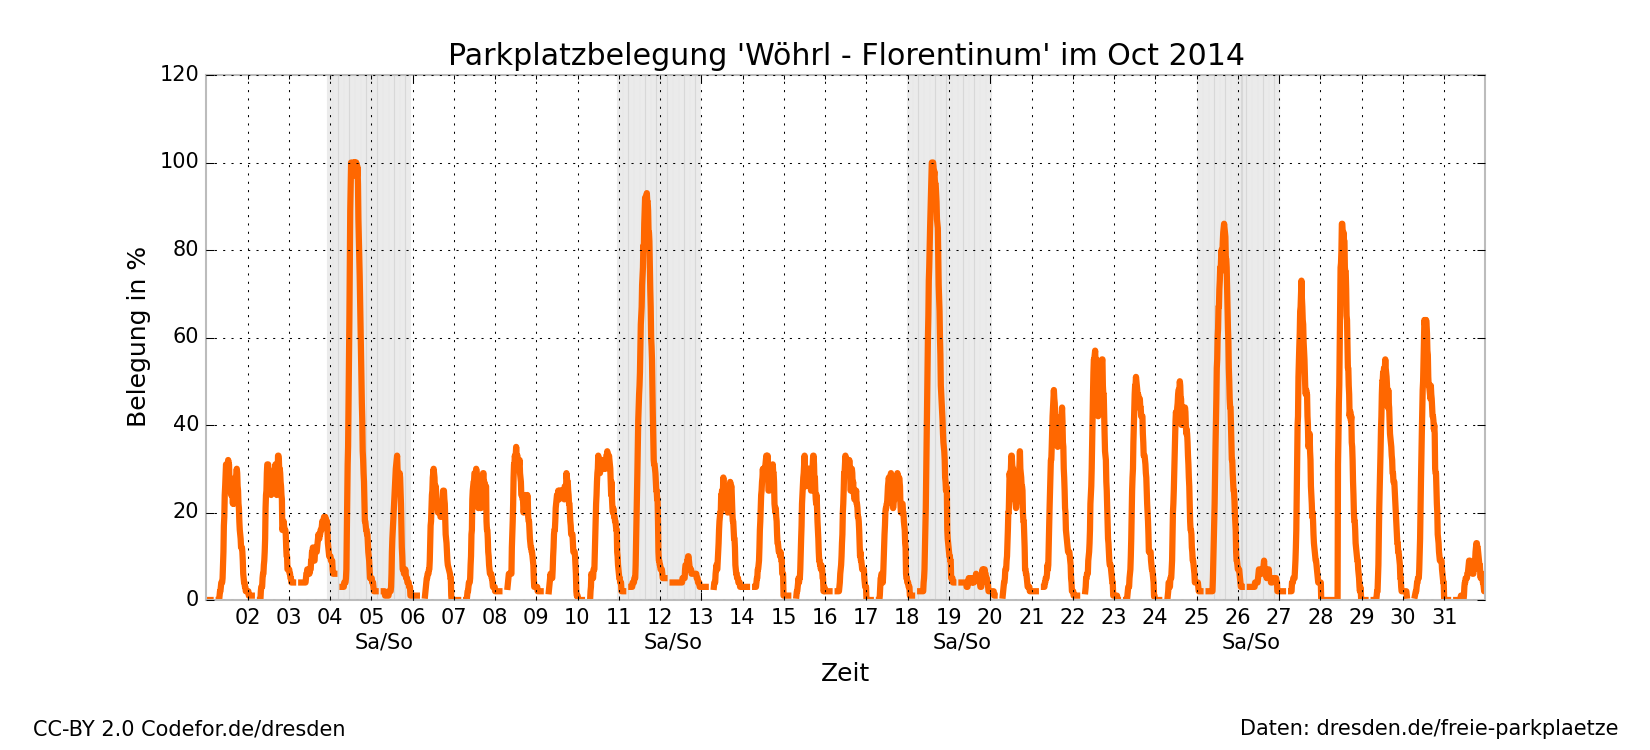 Parkplatzbelegung 'Wöhrl - Florentinum' im Oct 2014
120
100
80
60
40
20
0
Belegung in %
02 03 04 05 06 07 08 09 10 11 12 13 14 15 16 17 18 19 20 21 22 23 24 25 26 27 28 29 30 31
Sa/So Sa/So Sa/So Sa/So
Zeit
CC-BY 2.0 Codefor.de/dresden
Daten: dresden.de/freie-parkplaetze